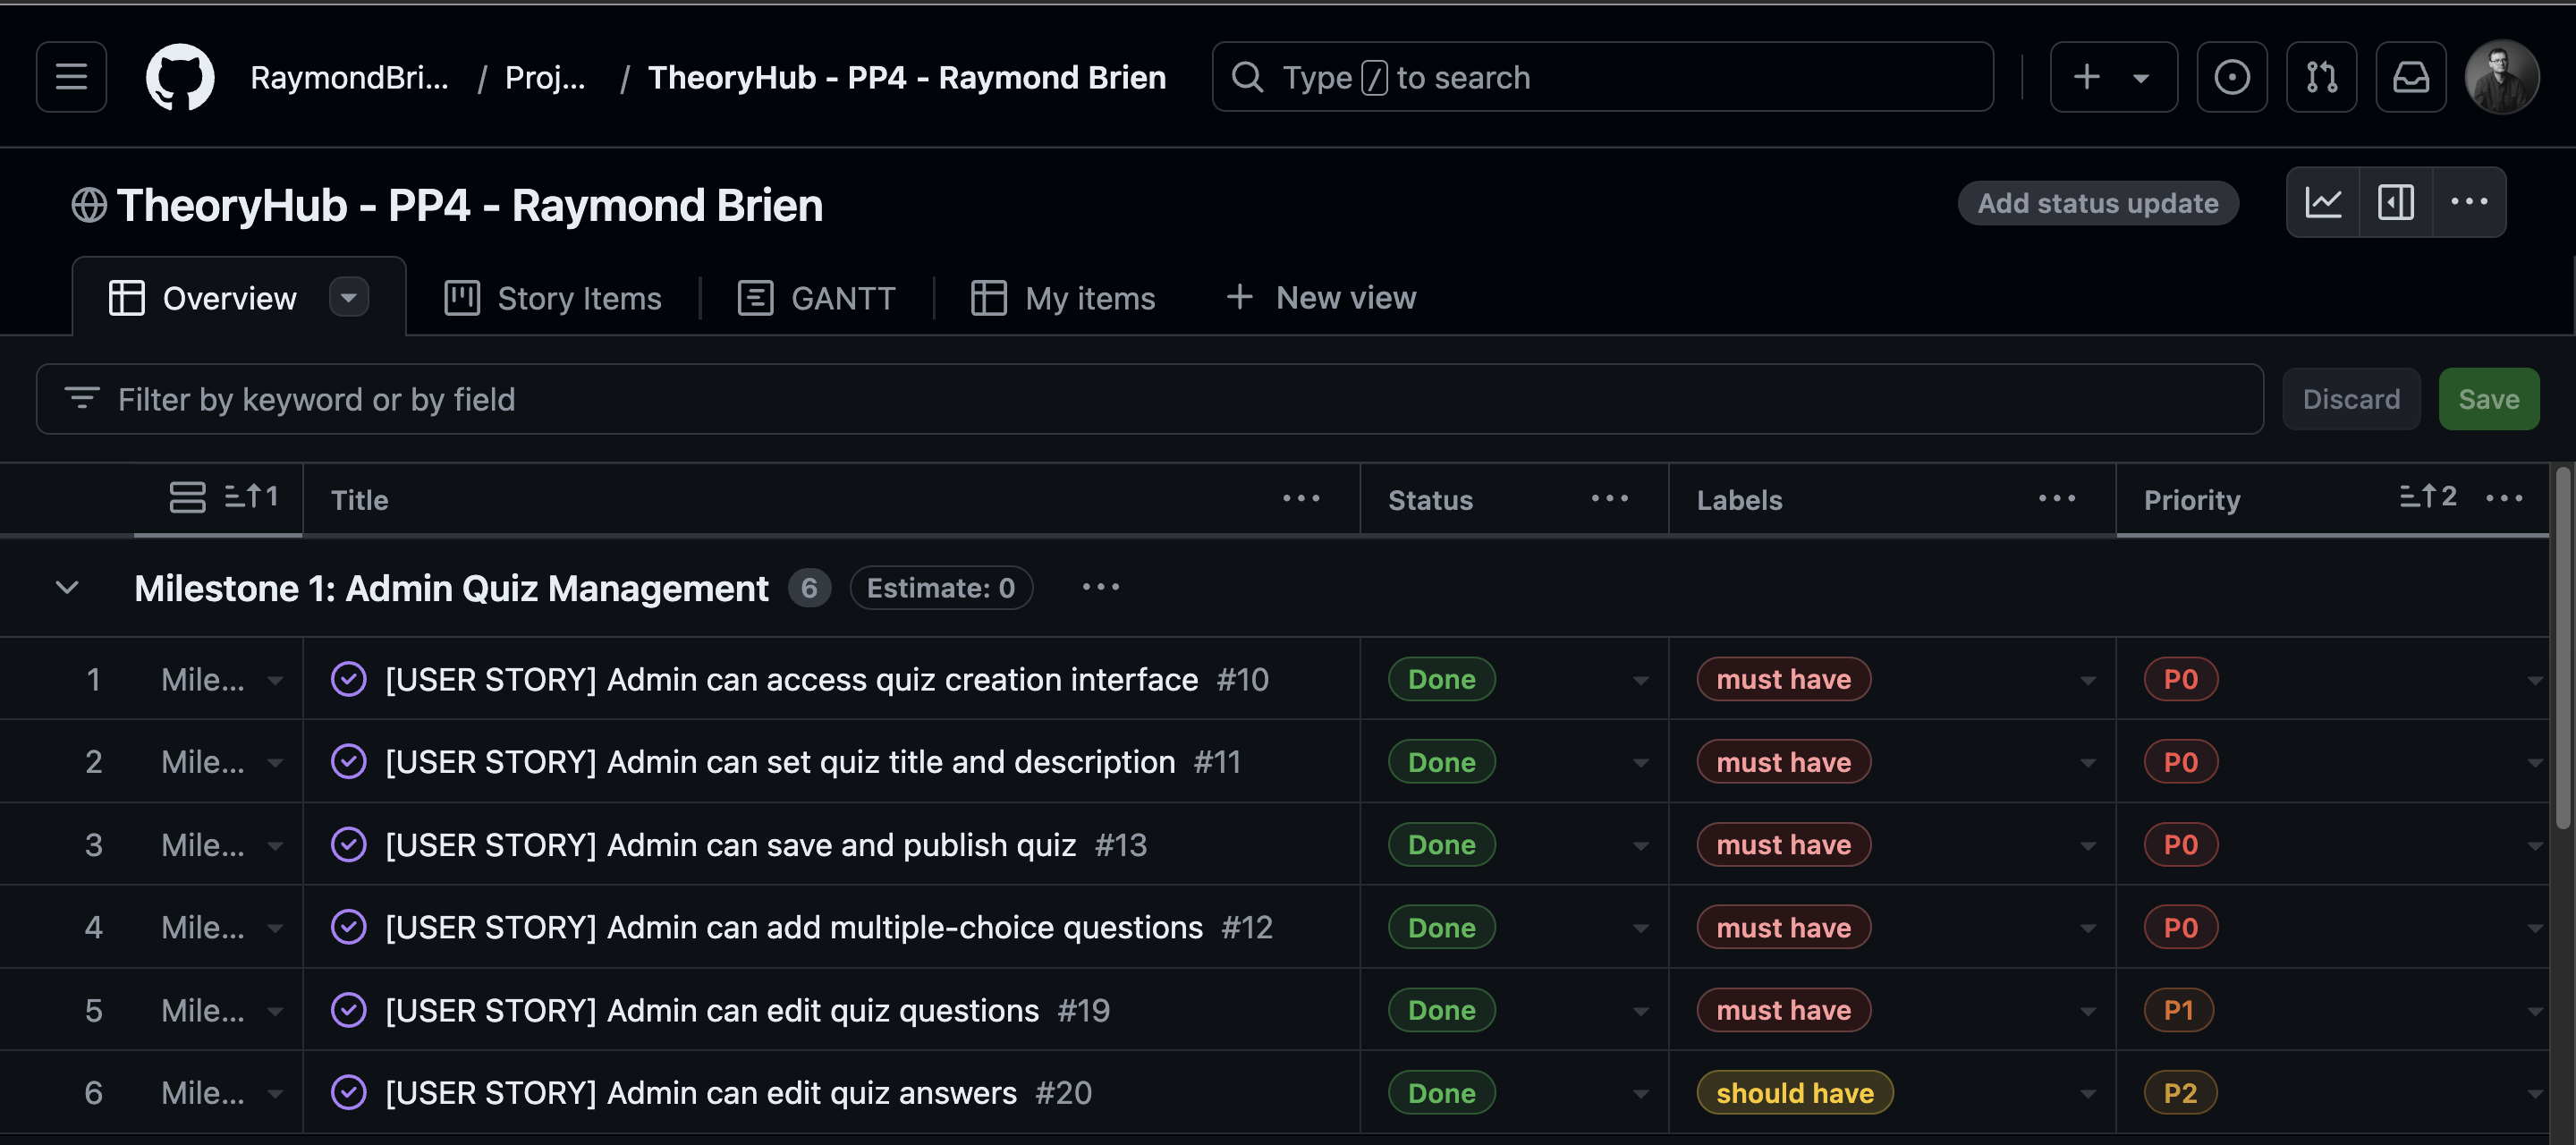 RaymondBri... / Proj... / TheoryHub - PP4 - Raymond Brien Type / to search
TheoryHub - PP4 - Raymond Brien Add status update
Overview Story Items GANTT My items + New view
Filter by keyword or by field Discard Save
1 Title Status Labels Priority 2
Milestone 1: Admin Quiz Management 6 Estimate: 0
1 Mile... [USER STORY] Admin can access quiz creation interface #10 Done must have P0
2 Mile... [USER STORY] Admin can set quiz title and description #11 Done must have P0
3 Mile... [USER STORY] Admin can save and publish quiz #13 Done must have P0
4 Mile... [USER STORY] Admin can add multiple-choice questions #12 Done must have P0
5 Mile... [USER STORY] Admin can edit quiz questions #19 Done must have P1
6 Mile... [USER STORY] Admin can edit quiz answers #20 Done should have P2